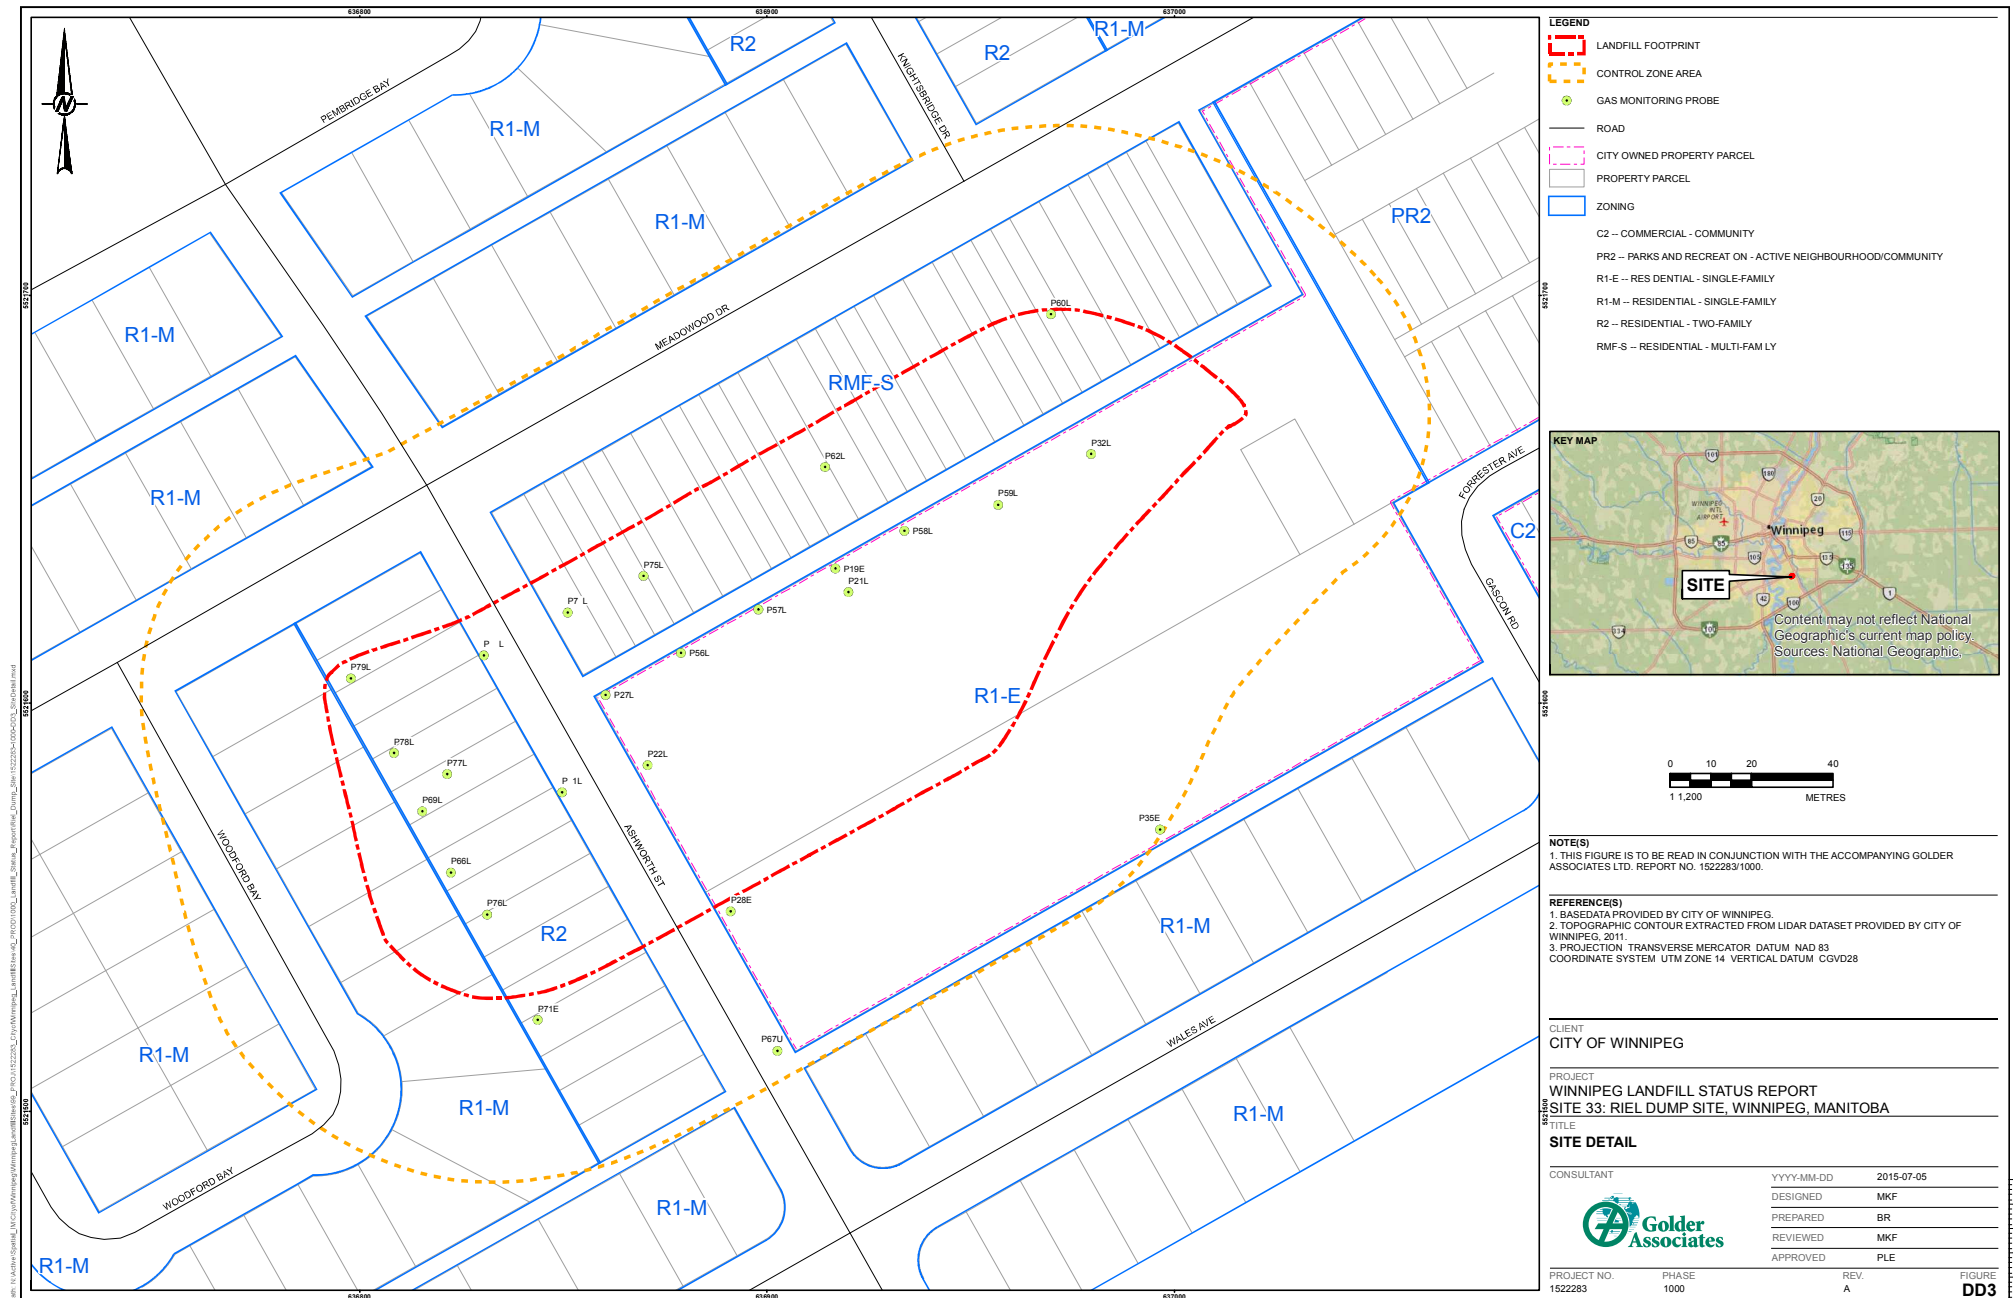 636800
636900
637000
5521700
5521600
5521700
5521600
5521500
636800
636900
637000
PEMBRIDGE BAY
KNIGHTSBRIDGE DR
MEADOWOOD DR
FORRESTER AVE
GASCON RD
ASHWORTH ST
WOODFORD BAY
WOODFORD BAY
WALES AVE
R2
R2
R1-M
R1-M
R1-M
PR2
R1-M
RMF-S
R1-M
C2
R1-E
R2
R1-M
R1-M
R1-M
R1-M
R1-M
R1-M
P60L
P62L
P32L
P59L
P58L
P75L
P19E
P21L
P7 L
P57L
P L
P56L
P79L
P27L
P78L
P22L
P77L
P 1L
P69L
P35E
P66L
P28E
P76L
P71E
P67U
N
LEGEND
LANDFILL FOOTPRINT
CONTROL ZONE AREA
GAS MONITORING PROBE
ROAD
CITY OWNED PROPERTY PARCEL
PROPERTY PARCEL
ZONING
C2 -- COMMERCIAL - COMMUNITY
PR2 -- PARKS AND RECREAT ON - ACTIVE NEIGHBOURHOOD/COMMUNITY
R1-E -- RES DENTIAL - SINGLE-FAMILY
R1-M -- RESIDENTIAL - SINGLE-FAMILY
R2 -- RESIDENTIAL - TWO-FAMILY
RMF-S -- RESIDENTIAL - MULTI-FAM LY
KEY MAP
WINNIPEG
INTL
AIRPORT
Winnipeg
SITE
Content may not reflect National
Geographic's current map policy.
Sources: National Geographic,
0 10 20 40
1 1,200 METRES
NOTE(S)
1. THIS FIGURE IS TO BE READ IN CONJUNCTION WITH THE ACCOMPANYING GOLDER
ASSOCIATES LTD. REPORT NO. 1522283/1000.
REFERENCE(S)
1. BASEDATA PROVIDED BY CITY OF WINNIPEG.
2. TOPOGRAPHIC CONTOUR EXTRACTED FROM LIDAR DATASET PROVIDED BY CITY OF
WINNIPEG, 2011.
3. PROJECTION TRANSVERSE MERCATOR DATUM NAD 83
COORDINATE SYSTEM UTM ZONE 14 VERTICAL DATUM CGVD28
CLIENT
CITY OF WINNIPEG
PROJECT
WINNIPEG LANDFILL STATUS REPORT
SITE 33: RIEL DUMP SITE, WINNIPEG, MANITOBA
TITLE
SITE DETAIL
CONSULTANT
Golder
Associates
YYYY-MM-DD 2015-07-05
DESIGNED MKF
PREPARED BR
REVIEWED MKF
APPROVED PLE
PROJECT NO. PHASE REV. FIGURE
1522283 1000 A DD3